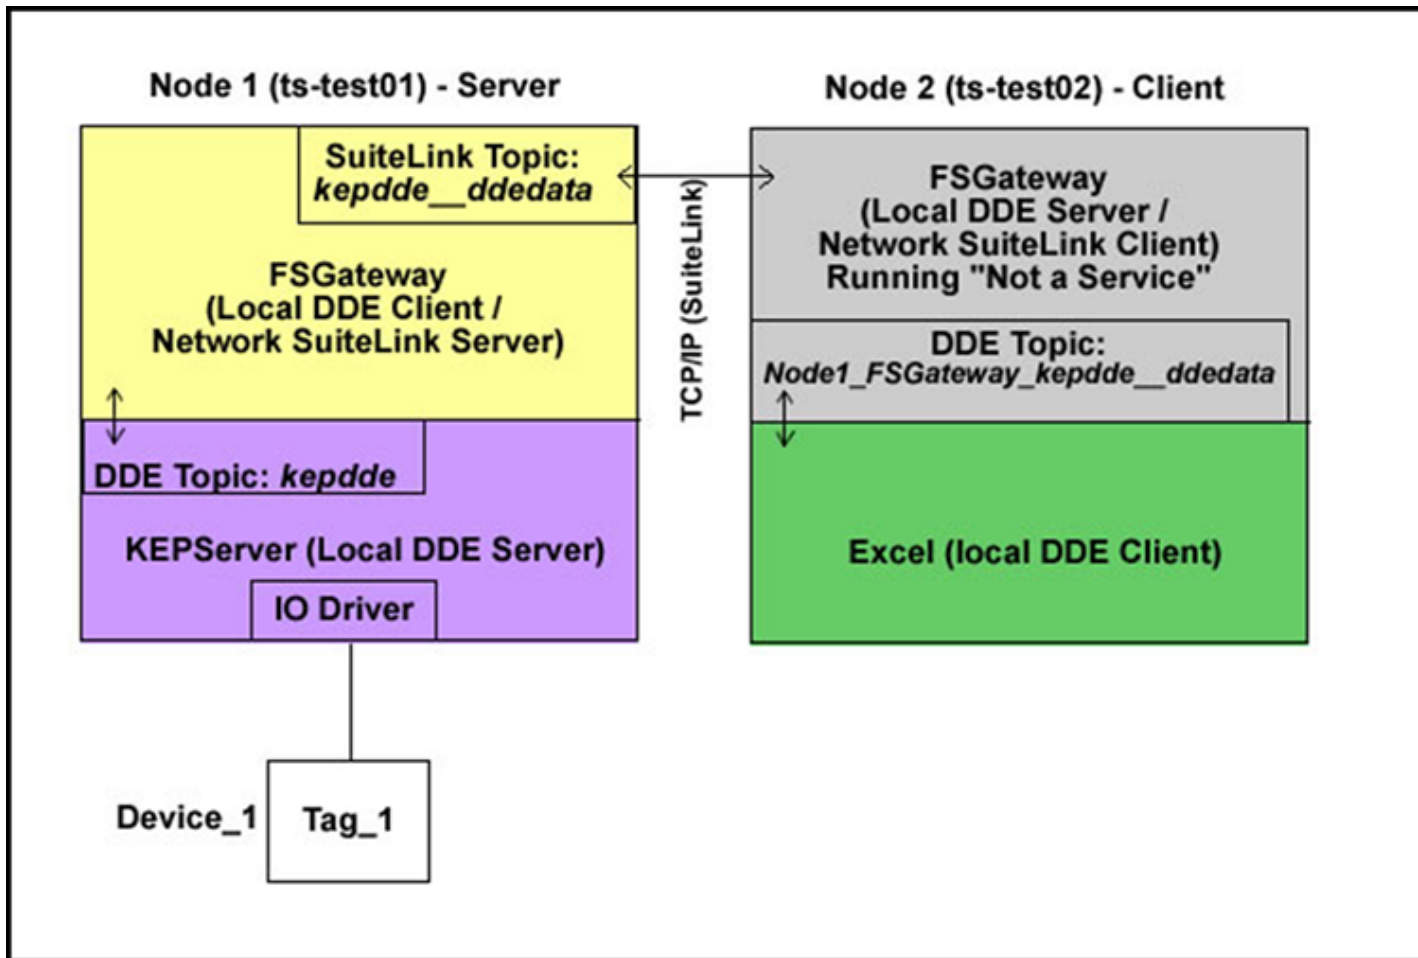 Node 1 (ts-test01) - Server
SuiteLink Topic:
kepdde__ddedata
FSGateway
(Local DDE Client /
Network SuiteLink Server)
DDE Topic: kepdde
KEPServer (Local DDE Server)
IO Driver
Device_1
Tag_1
TCP/IP (SuiteLink)
Node 2 (ts-test02) - Client
FSGateway
(Local DDE Server /
Network SuiteLink Client)
Running "Not a Service"
DDE Topic:
Node1_FSGateway_kepdde__ddedata
Excel (local DDE Client)